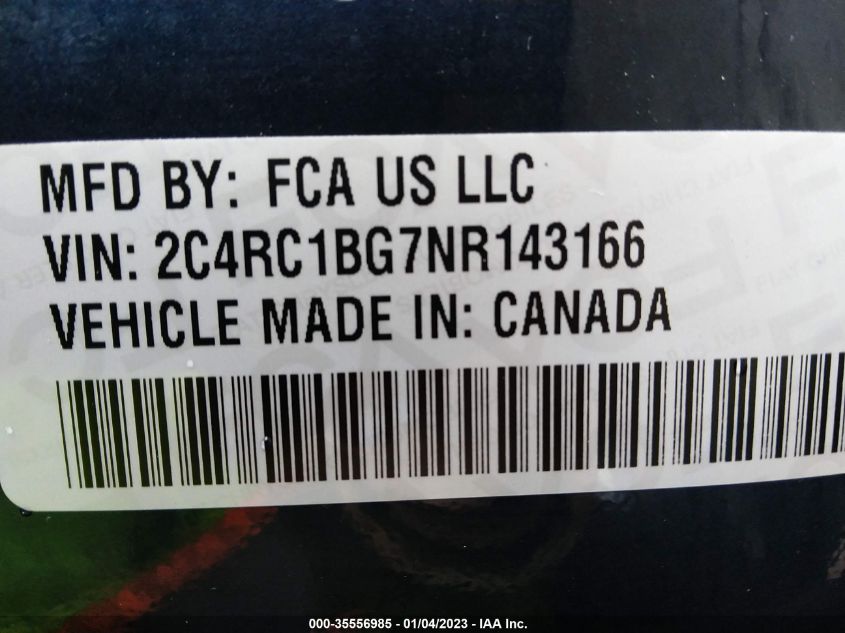 MFD BY: FCA US LLC
VIN: 2C4RC1BG7NR143166
VEHICLE MADE IN: CANADA
000-35556985 - 01/04/2023 - IAA Inc.